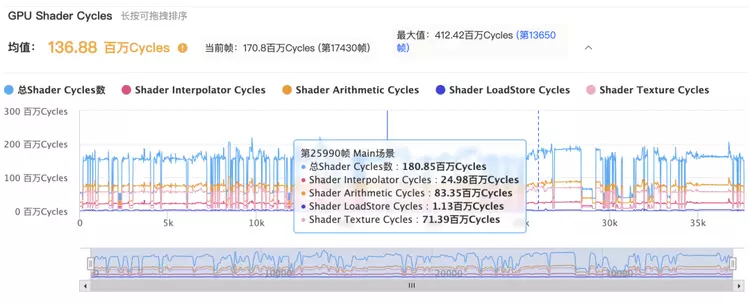 GPU Shader Cycles 长按可拖拽排序
均值：136.88 百万Cycles 当前帧：170.8百万Cycles (第17430帧) 最大值：412.42百万Cycles (第13650
帧)
总Shader Cycles数 Shader Interpolator Cycles Shader Arithmetic Cycles Shader LoadStore Cycles Shader Texture Cycles
300 百万Cycles
200 百万Cycles
100 百万Cycles
0 百万Cycles
第25990帧 Main场景
总Shader Cycles数：180.85百万Cycles
Shader Interpolator Cycles：24.98百万Cycles
Shader Arithmetic Cycles：83.35百万Cycles
Shader LoadStore Cycles：1.13百万Cycles
Shader Texture Cycles：71.39百万Cycles
0 5k 10k 30k 35k
0 10000 20000